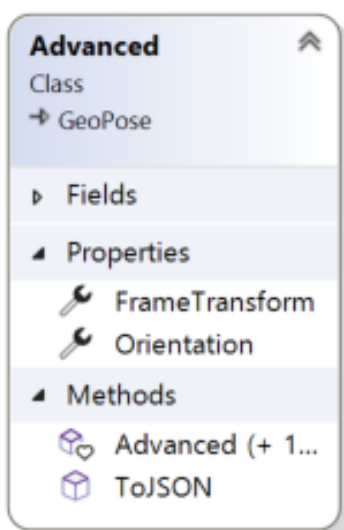 Advanced
Class
GeoPose
Fields
Properties
FrameTransform
Orientation
Methods
Advanced (+ 1...
ToJSON